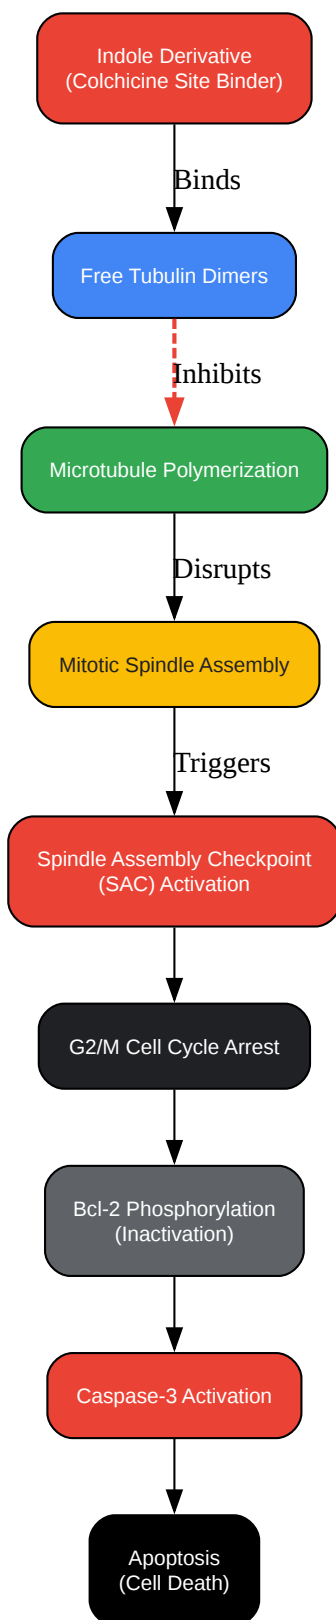 Indole Derivative
(Colchicine Site Binder)
Binds
Free Tubulin Dimers
Inhibits
Microtubule Polymerization
Disrupts
Mitotic Spindle Assembly
Triggers
Spindle Assembly Checkpoint
(SAC) Activation
G2/M Cell Cycle Arrest
Bcl-2 Phosphorylation
(Inactivation)
Caspase-3 Activation
Apoptosis
(Cell Death)